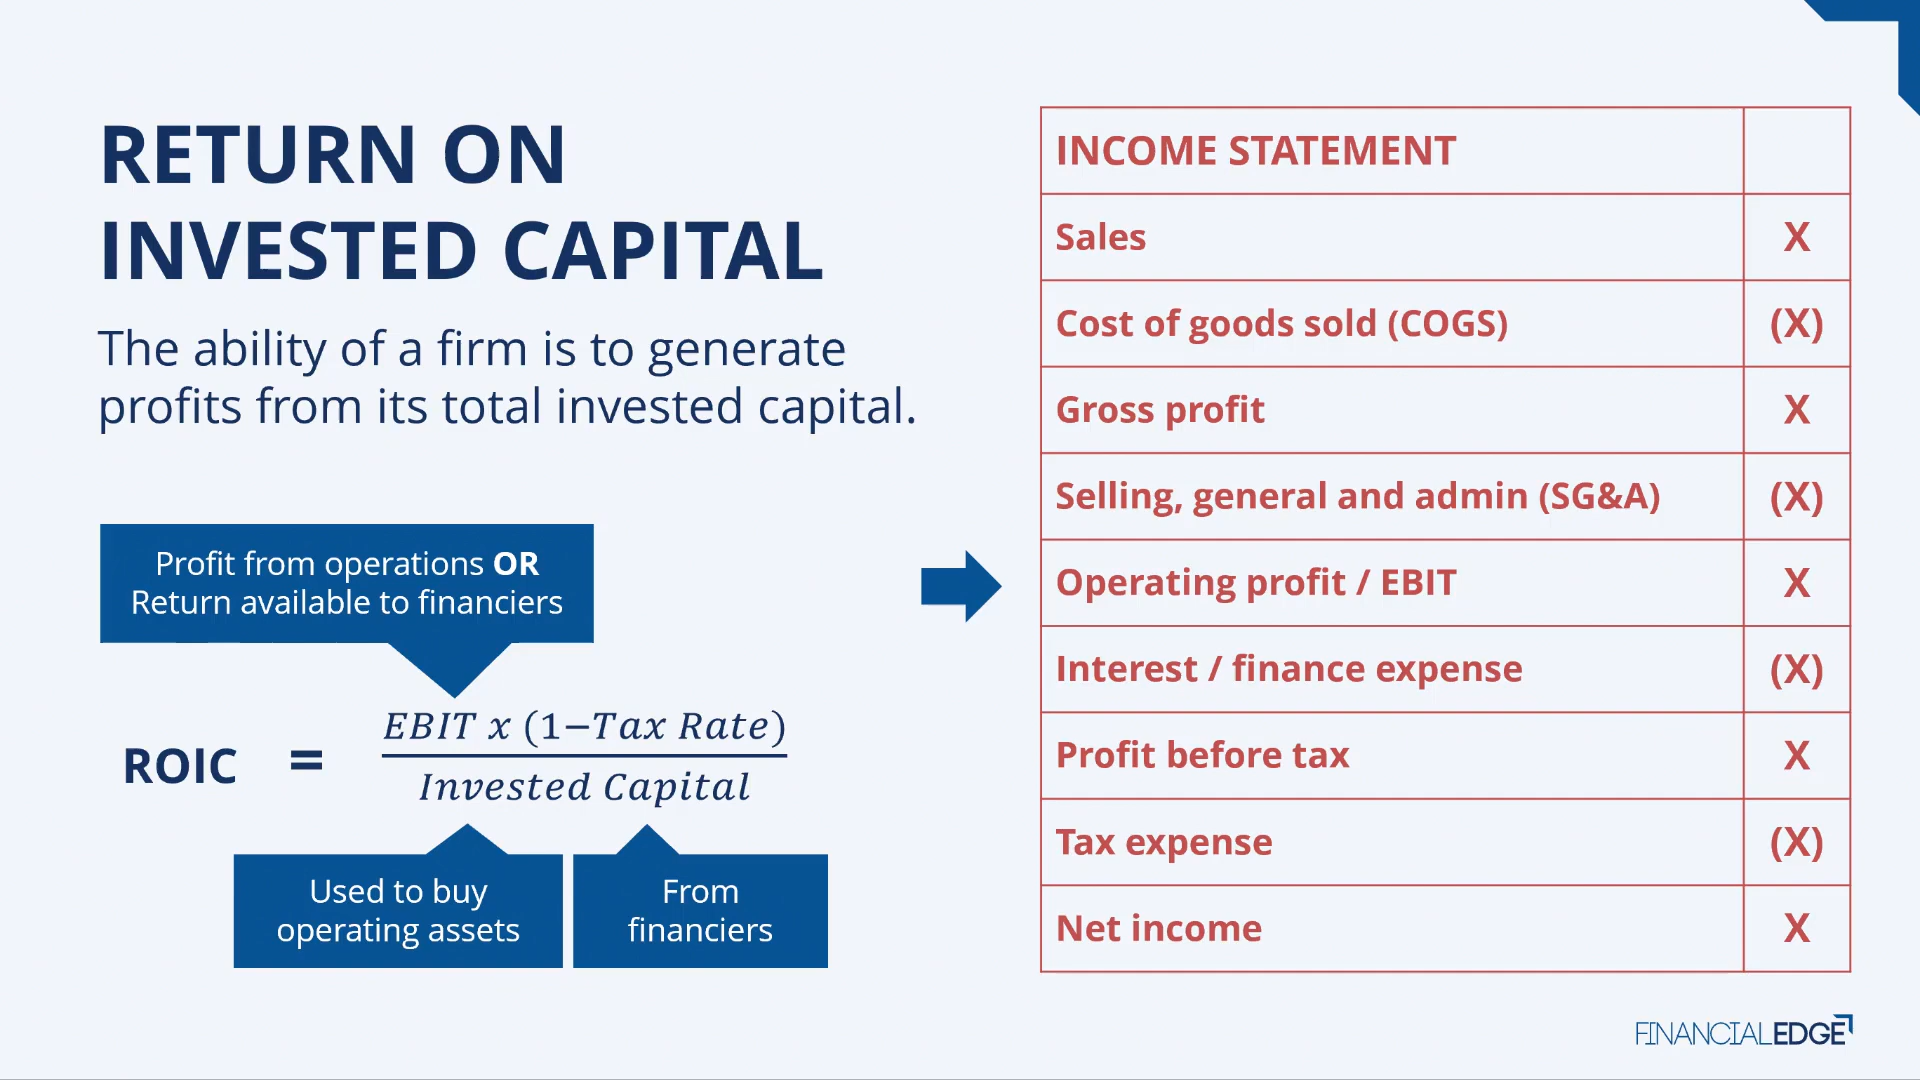 RETURN ON
INVESTED CAPITAL
The ability of a firm is to generate
profits from its total invested capital.
Profit from operations OR
Return available to financiers
ROIC = EBIT x (1−Tax Rate)
Invested Capital
Used to buy
operating assets
From
financiers
INCOME STATEMENT
Sales X
Cost of goods sold (COGS) (X)
Gross profit X
Selling, general and admin (SG&A) (X)
Operating profit / EBIT X
Interest / finance expense (X)
Profit before tax X
Tax expense (X)
Net income X
FINANCIALEDGE